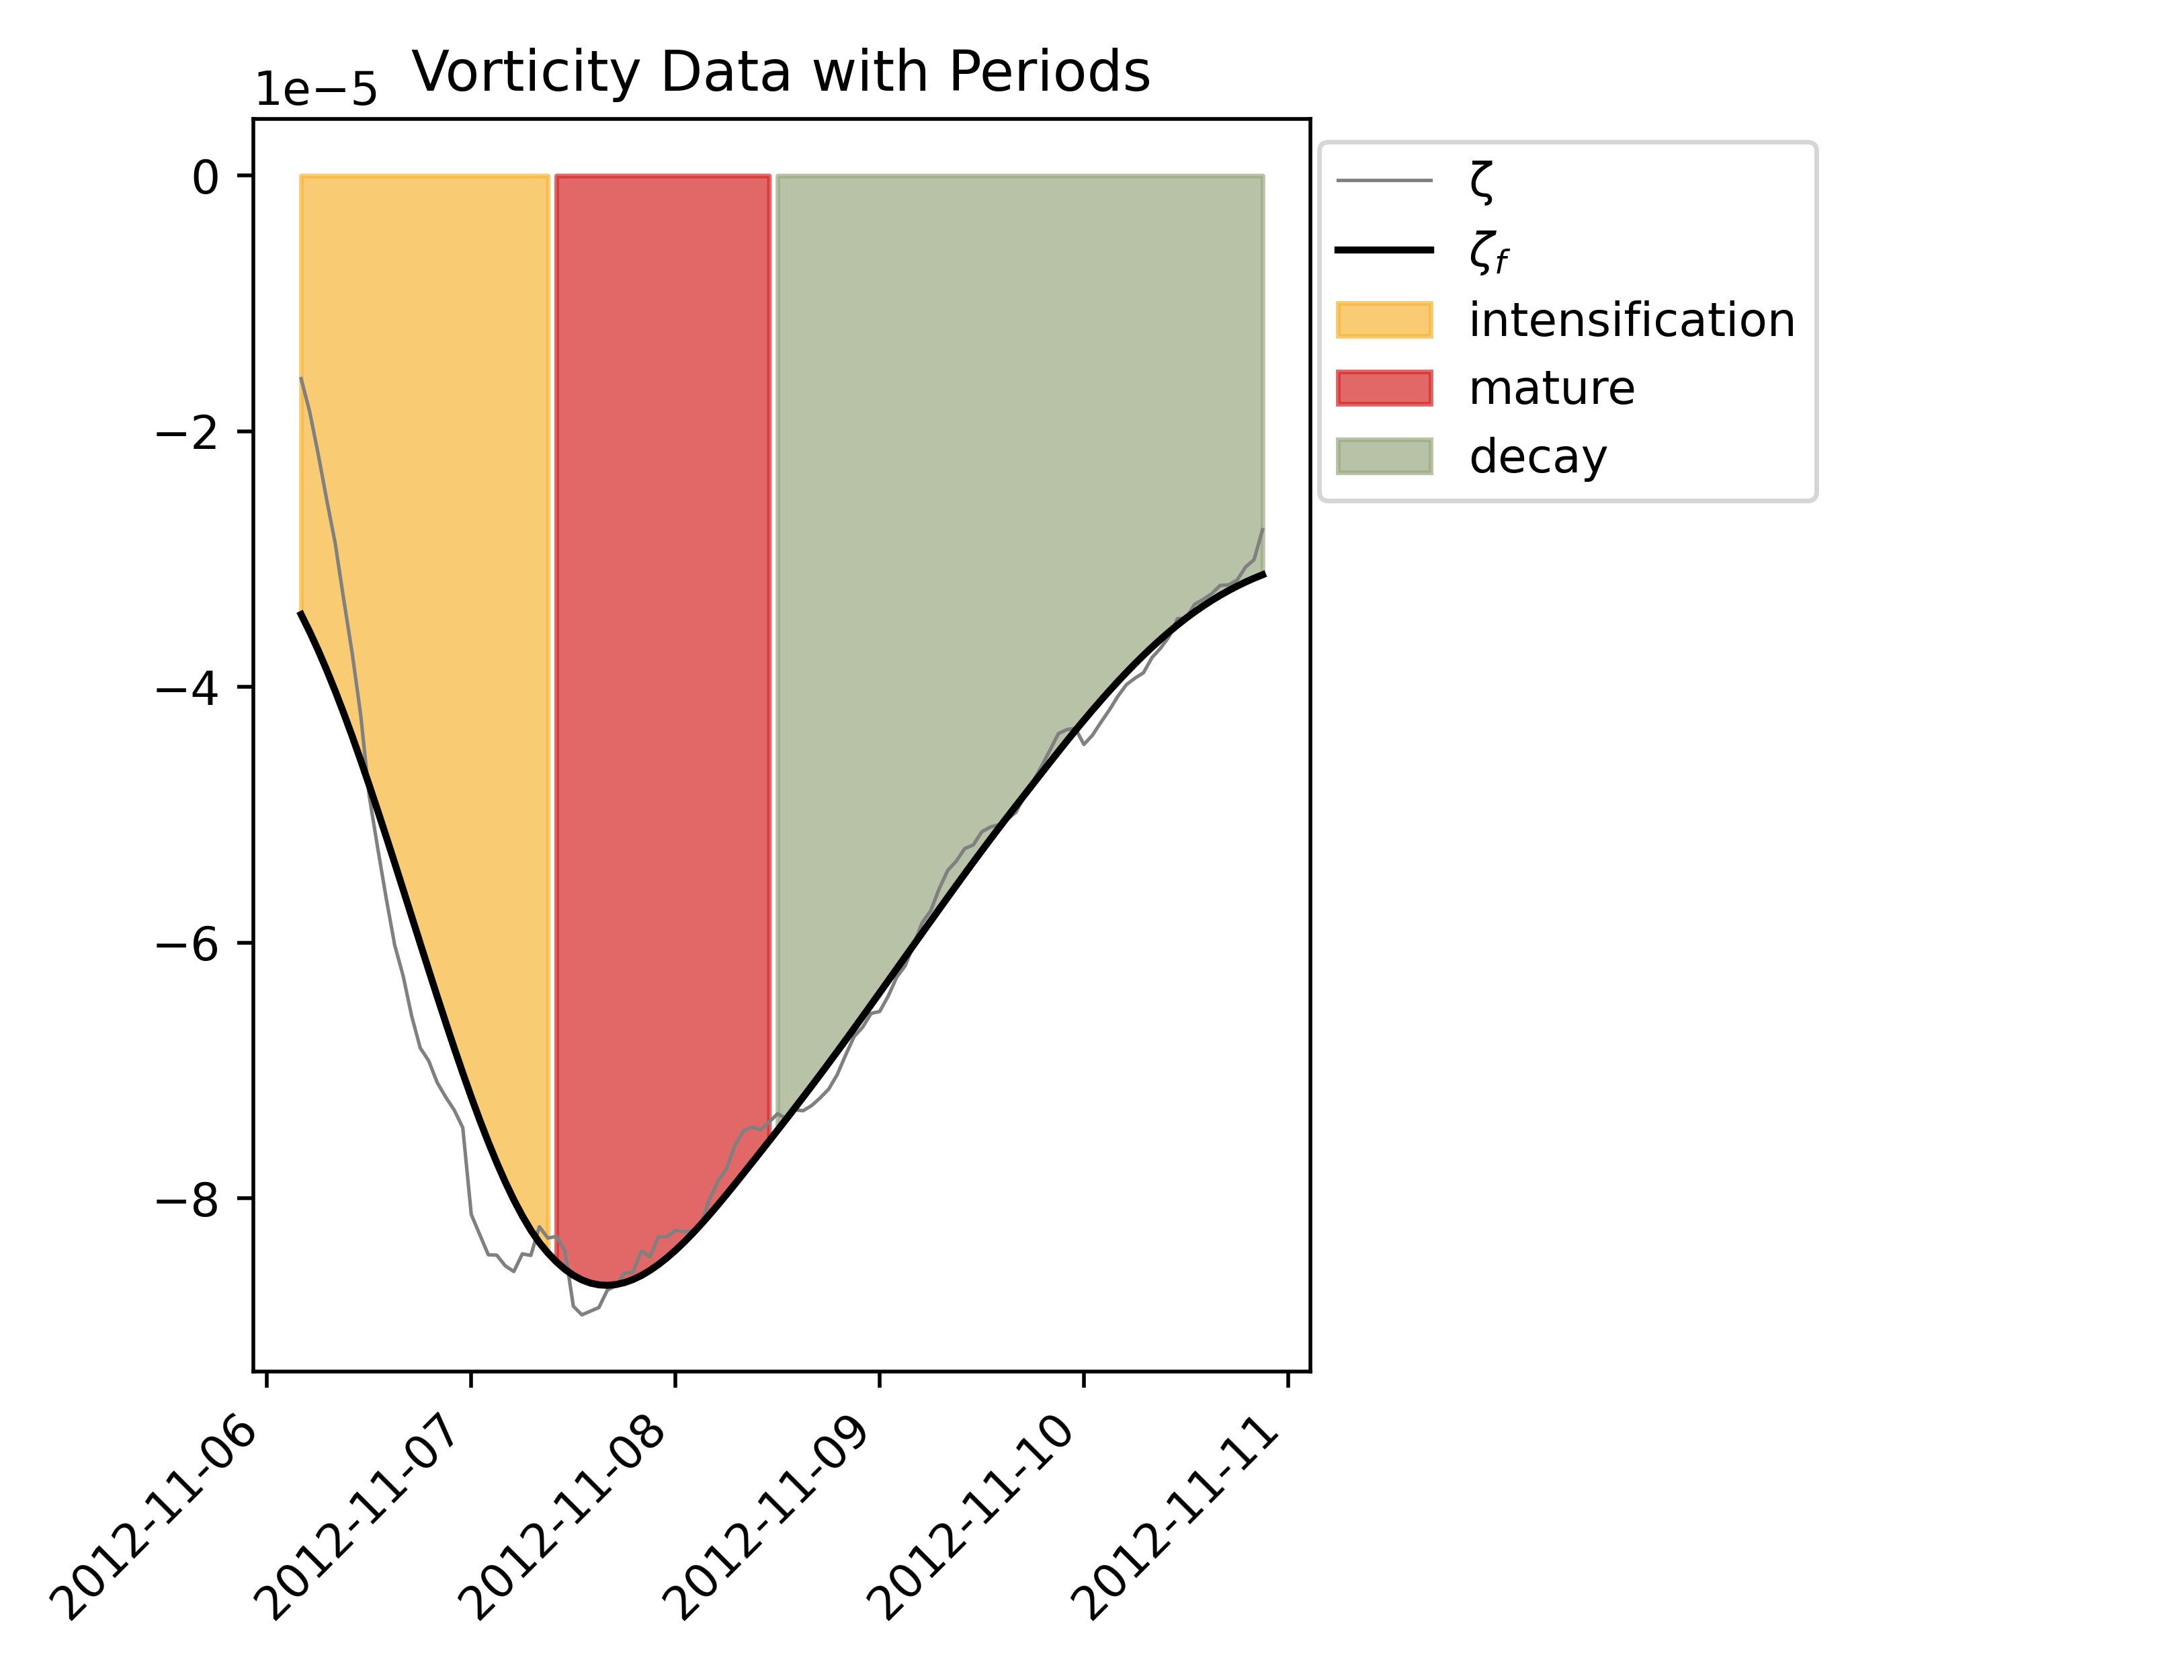 Vorticity Data with Periods
1e−5
0
−2
−4
−6
−8
2012-11-06
2012-11-07
2012-11-08
2012-11-09
2012-11-10
2012-11-11
ζ
ζf
intensification
mature
decay